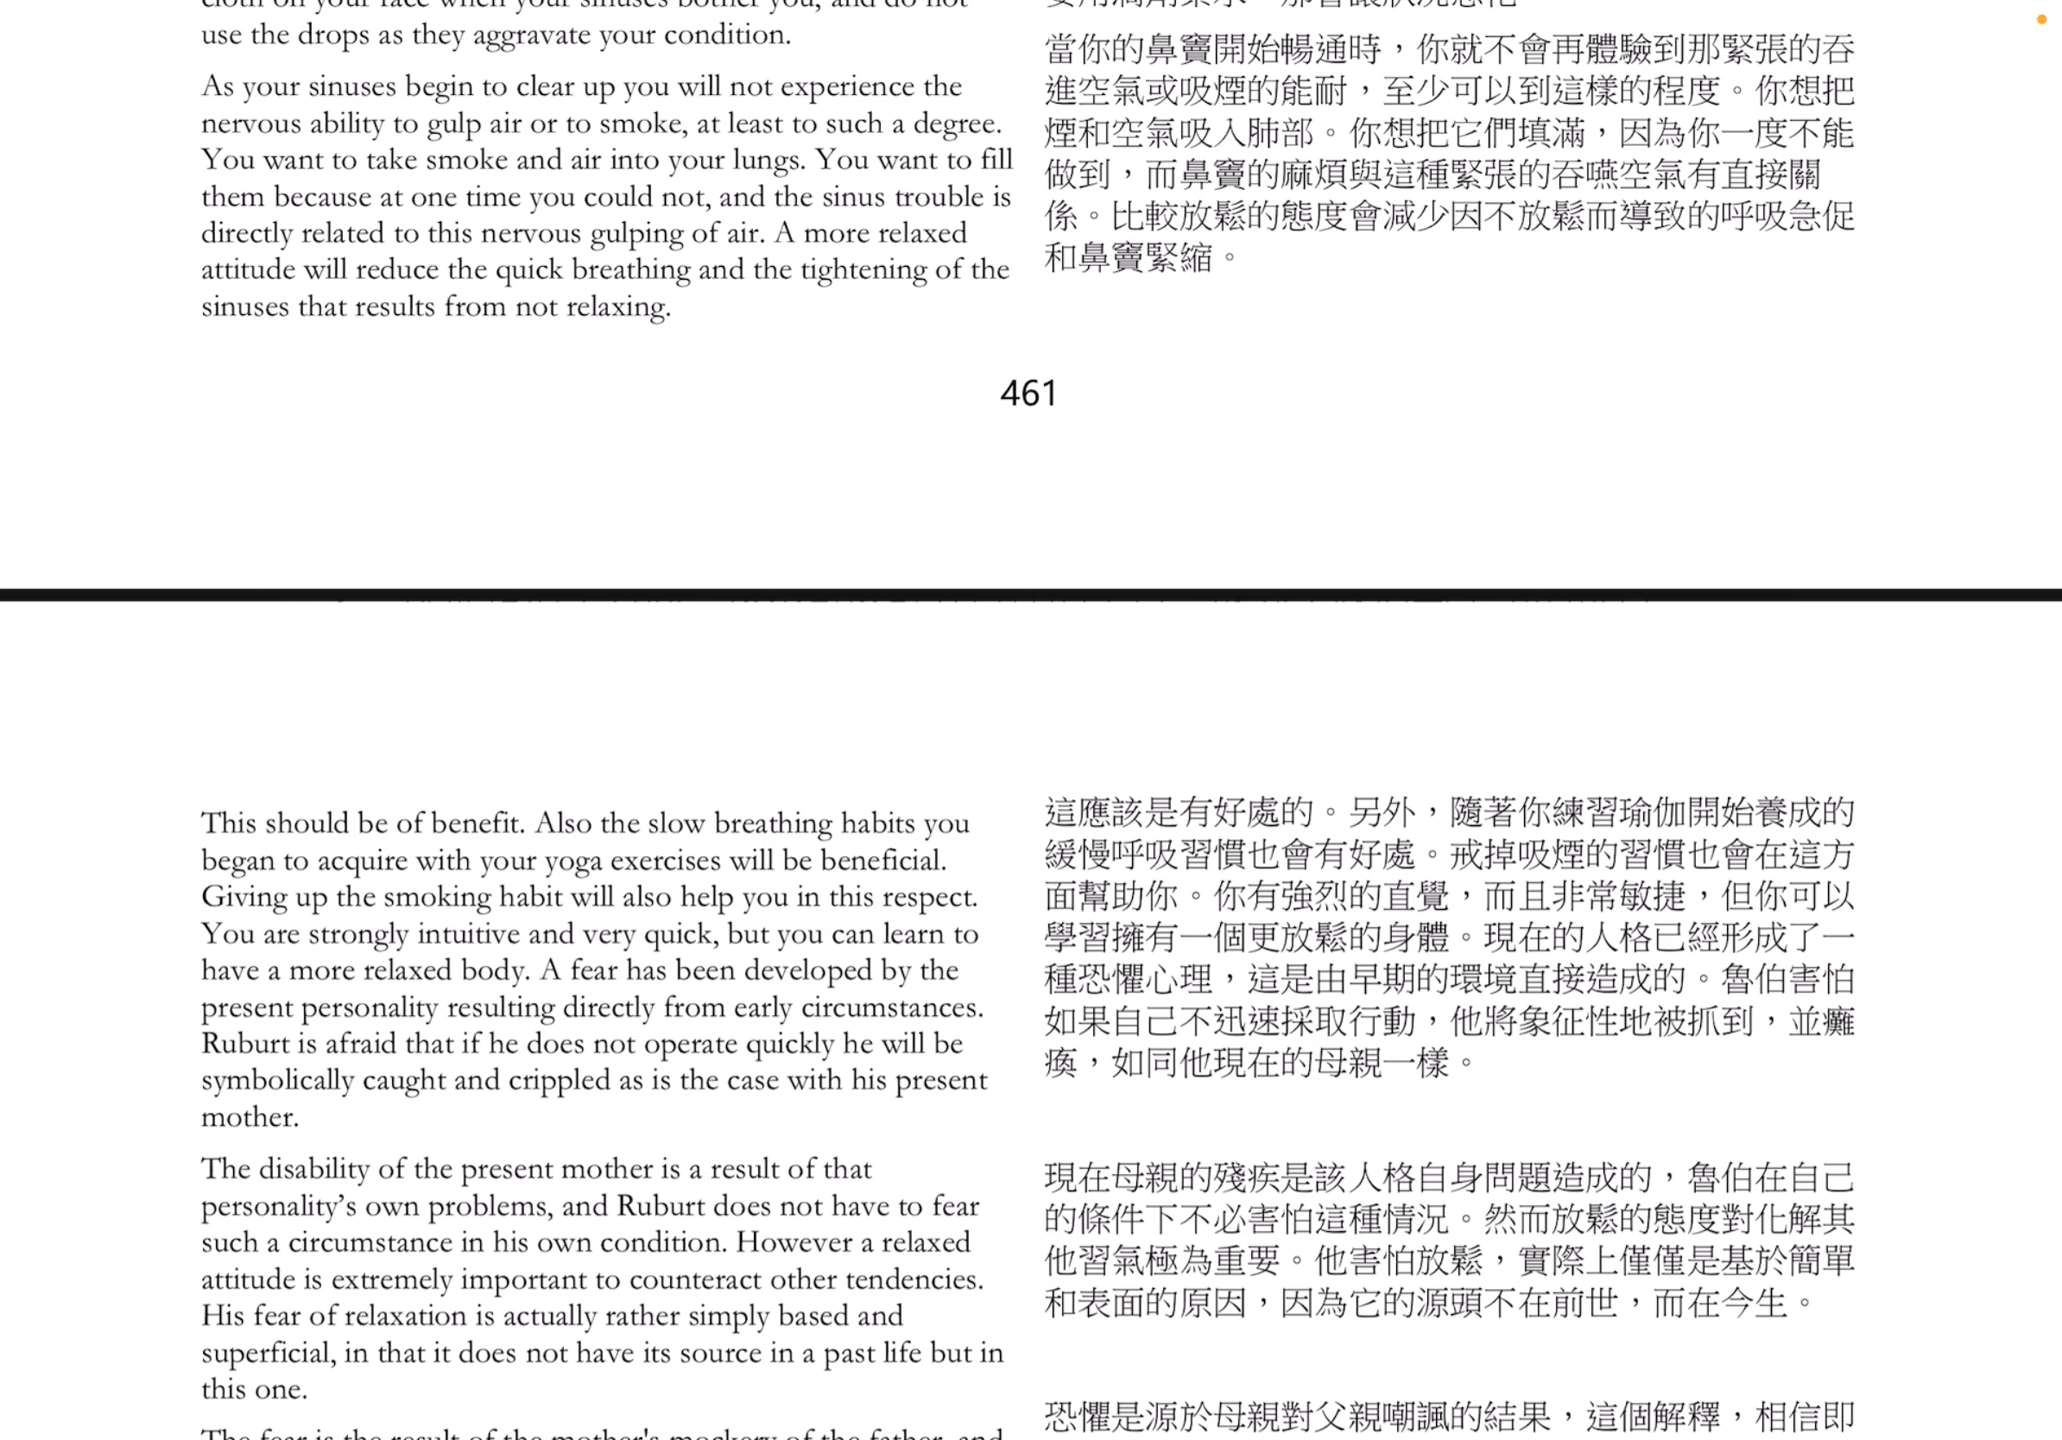 cloth on your face when your sinuses bother you, and do not
use the drops as they aggravate your condition.
As your sinuses begin to clear up you will not experience the
nervous ability to gulp air or to smoke, at least to such a degree.
You want to take smoke and air into your lungs. You want to fill
them because at one time you could not, and the sinus trouble is
directly related to this nervous gulping of air. A more relaxed
attitude will reduce the quick breathing and the tightening of the
sinuses that results from not relaxing.
當你的鼻竇開始暢通時，你就不會再體驗到那緊張的吞
進空氣或吸煙的能耐，至少可以到這樣的程度。你想把
煙和空氣吸入肺部。你想把它們填滿，因為你一度不能
做到，而鼻竇的麻煩與這種緊張的吞嚥空氣有直接關
係。比較放鬆的態度會減少因不放鬆而導致的呼吸急促
和鼻竇緊縮。
461
This should be of benefit. Also the slow breathing habits you
began to acquire with your yoga exercises will be beneficial.
Giving up the smoking habit will also help you in this respect.
You are strongly intuitive and very quick, but you can learn to
have a more relaxed body. A fear has been developed by the
present personality resulting directly from early circumstances.
Ruburt is afraid that if he does not operate quickly he will be
symbolically caught and crippled as is the case with his present
mother.
The disability of the present mother is a result of that
personality’s own problems, and Ruburt does not have to fear
such a circumstance in his own condition. However a relaxed
attitude is extremely important to counteract other tendencies.
His fear of relaxation is actually rather simply based and
superficial, in that it does not have its source in a past life but in
this one.
The fear is the result of the mother's mockery of the father, and
這應該是有好處的。另外，隨著你練習瑜伽開始養成的
緩慢呼吸習慣也會有好處。戒掉吸煙的習慣也會在這方
面幫助你。你有強烈的直覺，而且非常敏捷，但你可以
學習擁有一個更放鬆的身體。現在的人格已經形成了一
種恐懼心理，這是由早期的環境直接造成的。魯伯害怕
如果自己不迅速採取行動，他將象征性地被抓到，並癱
瘓，如同他現在的母親一樣。
現在母親的殘疾是該人格自身問題造成的，魯伯在自己
的條件下不必害怕這種情況。然而放鬆的態度對化解其
他習氣極為重要。他害怕放鬆，實際上僅僅是基於簡單
和表面的原因，因為它的源頭不在前世，而在今生。
恐懼是源於母親對父親嘲諷的結果，這個解釋，相信即